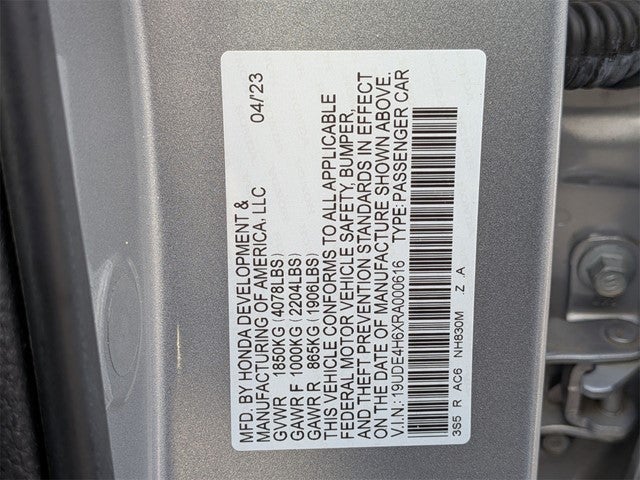 MFD. BY HONDA DEVELOPMENT & 04/'23
MANUFACTURING OF AMERICA, LLC
GVWR 1850KG (4078LBS)
GAWR F 1000KG (2204LBS)
GAWR R 865KG (1906LBS)
THIS VEHICLE CONFORMS TO ALL APPLICABLE
FEDERAL MOTOR VEHICLE SAFETY, BUMPER,
AND THEFT PREVENTION STANDARDS IN EFFECT
ON THE DATE OF MANUFACTURE SHOWN ABOVE.
V.I.N: 19UDE4H6XRA000616 TYPE: PASSENGER CAR
3S5 R AC6 NH830M .Z .A